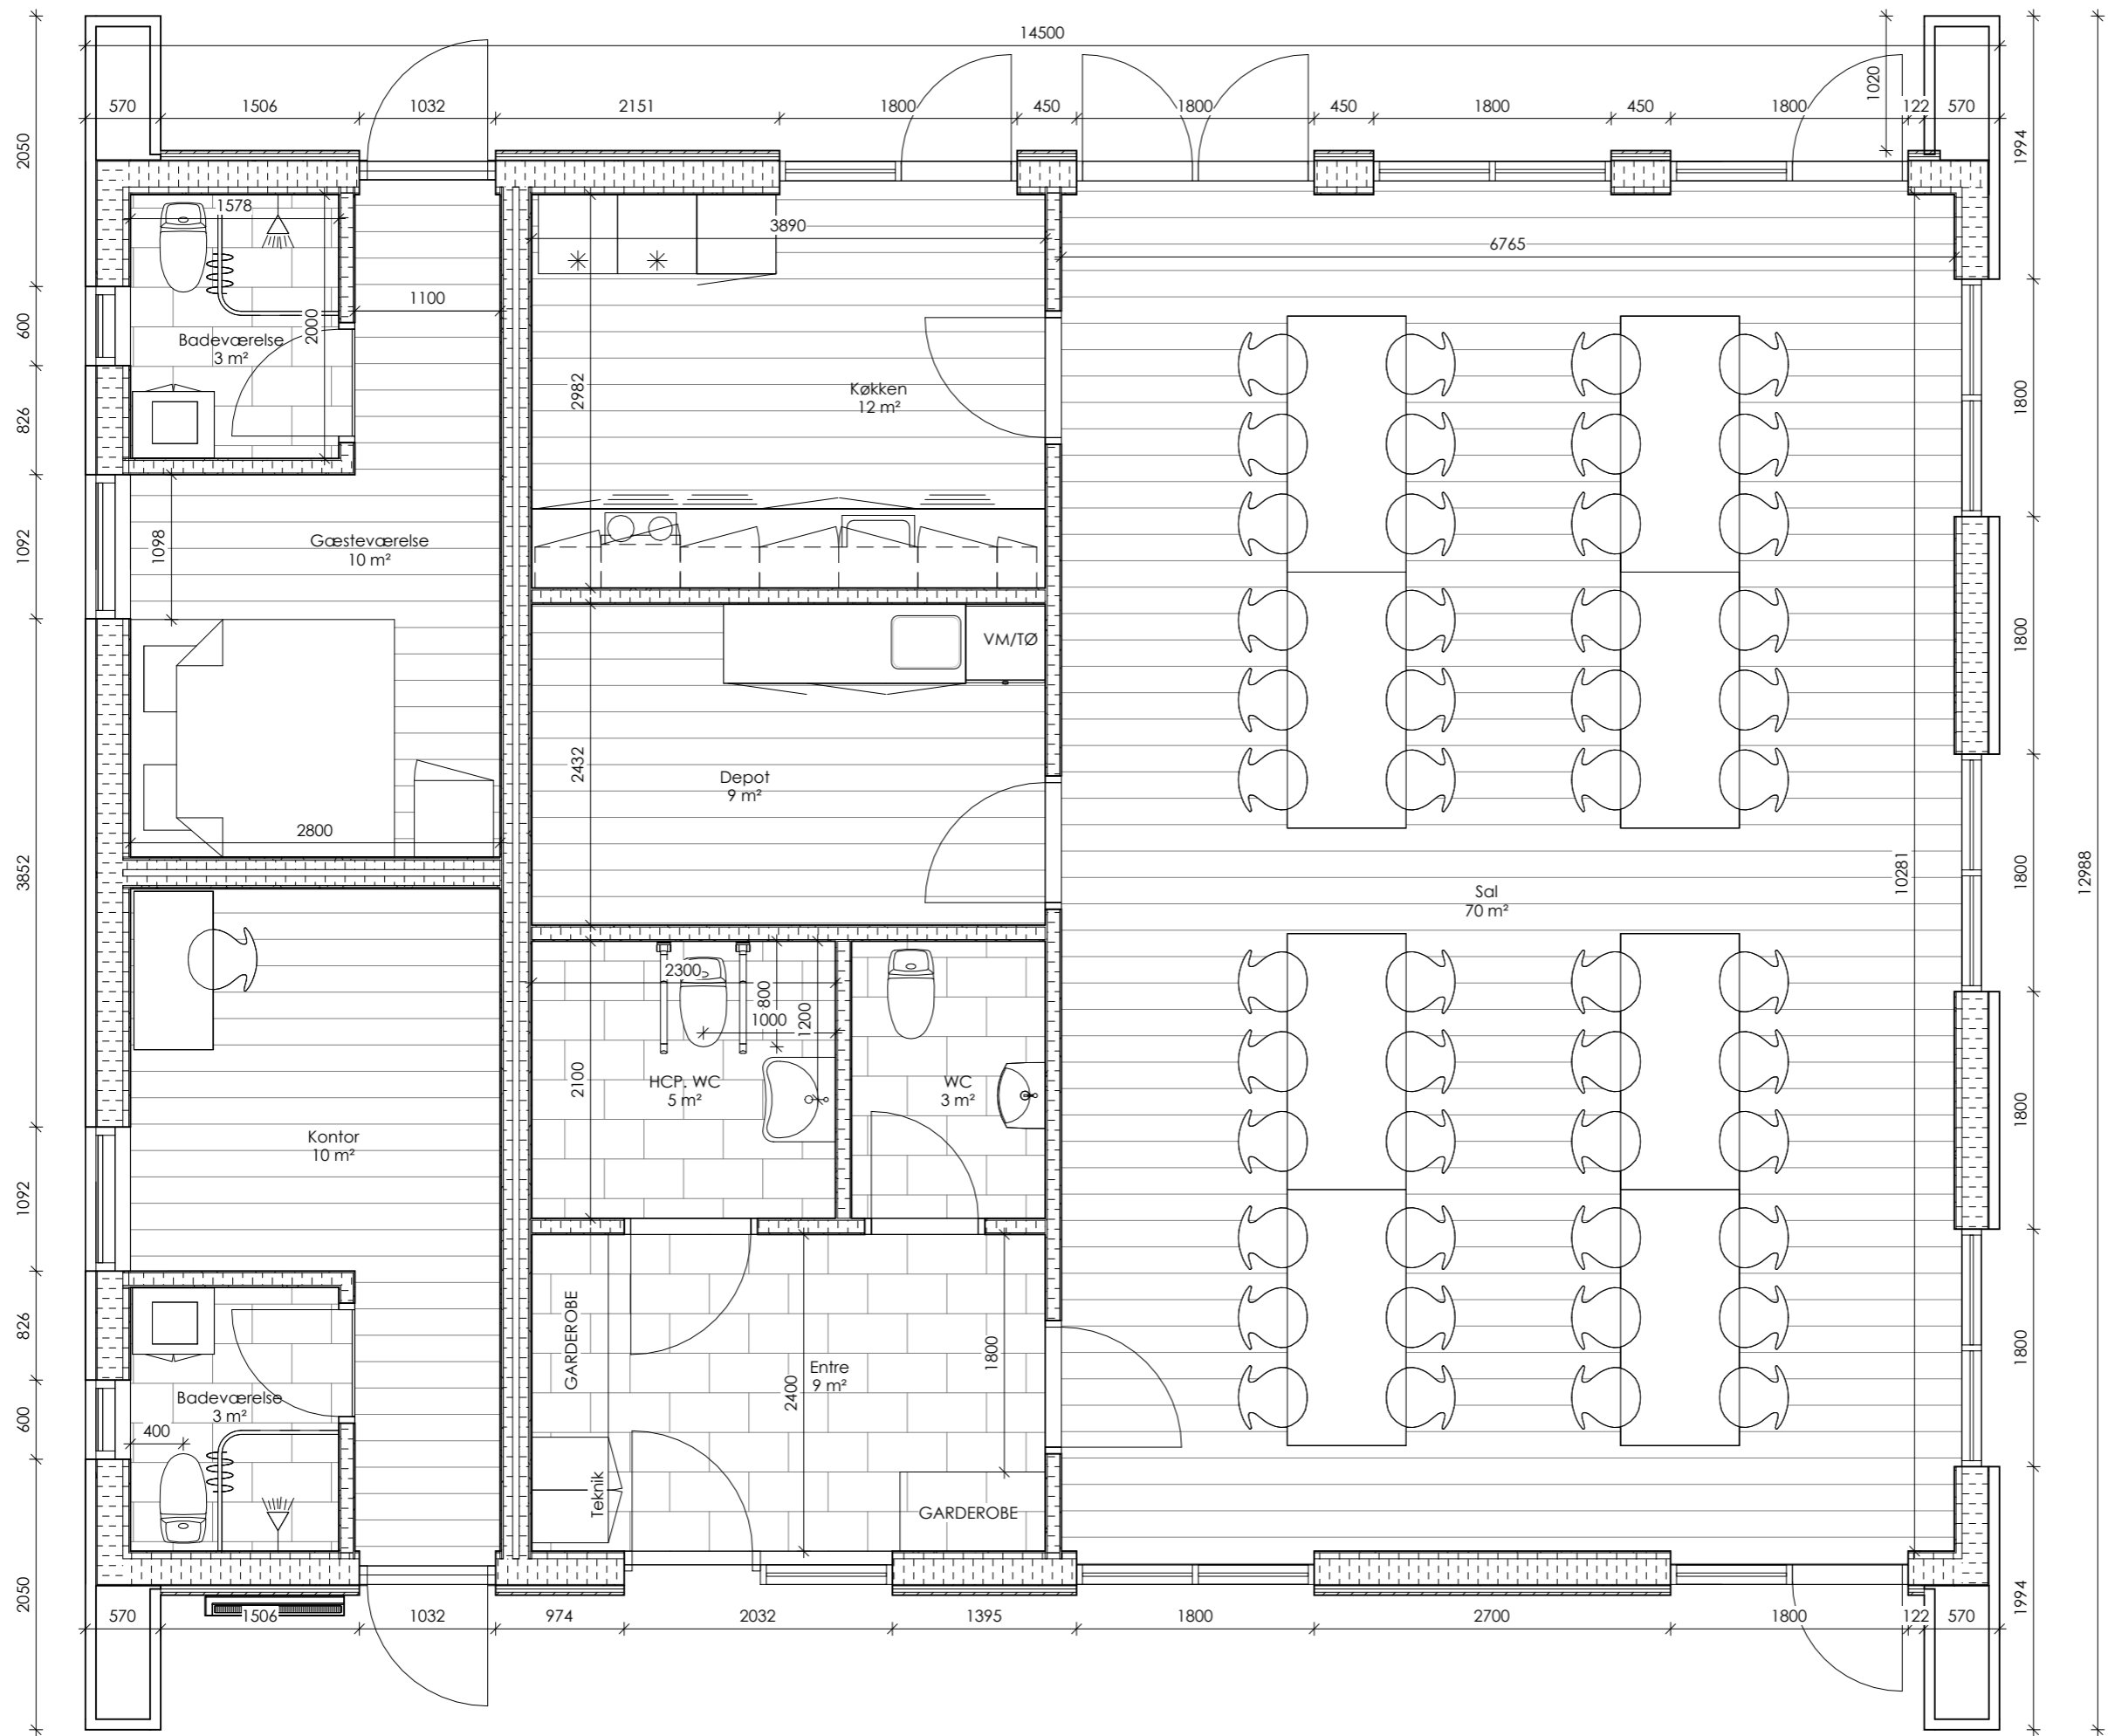 14500
570
1506
1032
2151
1800
450
1800
450
1800
450
1800
122
570
1020
2050
600
826
1092
3852
1092
826
600
2050
1994
1800
1800
1800
1800
1800
1994
12988
1578
2000
Badeværelse
3 m²
1100
3890
2982
Køkken
12 m²
6765
1098
Gæsteværelse
10 m²
2800
VM/TØ
2432
Depot
9 m²
10281
Sal
70 m²
2300
800
1000
1200
2100
HCP. WC
5 m²
WC
3 m²
Kontor
10 m²
GARDEROBE
Entre
9 m²
1800
2400
Badeværelse
3 m²
400
Teknik
GARDEROBE
570
1506
1032
974
2032
1395
1800
2700
1800
122
570